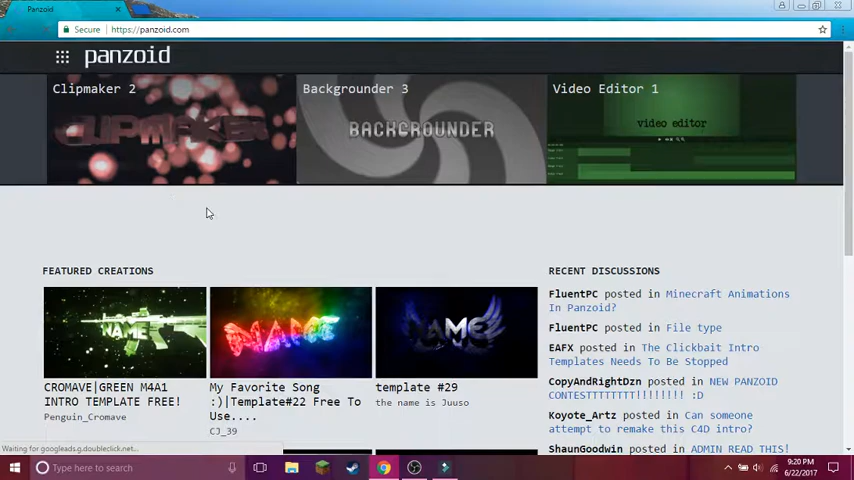 Panzoid
Secure | https://panzoid.com
panzoid
Clipmaker 2
Backgrounder 3
Video Editor 1
CLIPMAKER
BACKGROUNDER
video editor
FEATURED CREATIONS
RECENT DISCUSSIONS
NAME
NAME
NAME
CROMAVE|GREEN M4A1
INTRO TEMPLATE FREE!
Penguin_Cromave
My Favorite Song
:)|Template#22 Free To
Use....
CJ_39
template #29
the name is Juuso
FluentPC posted in Minecraft Animations
In Panzoid?
FluentPC posted in File type
EAFX posted in The Clickbait Intro
Templates Needs To Be Stopped
CopyAndRightDzn posted in NEW PANZOID
CONTESTTTTTTTT!!!!!!!! :D
Koyote_Artz posted in Can someone
attempt to remake this C4D intro?
ShaunGoodwin posted in ADMIN READ THIS!
Waiting for googleads.g.doubleclick.net...
Type here to search
9:20 PM
6/22/2017